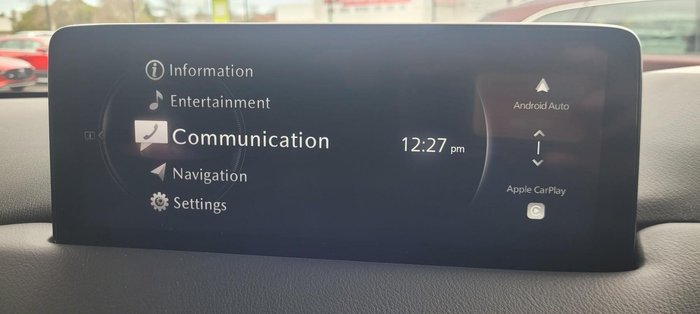 Information
Entertainment
Communication
Navigation
Settings
12:27 pm
Android Auto
Apple CarPlay